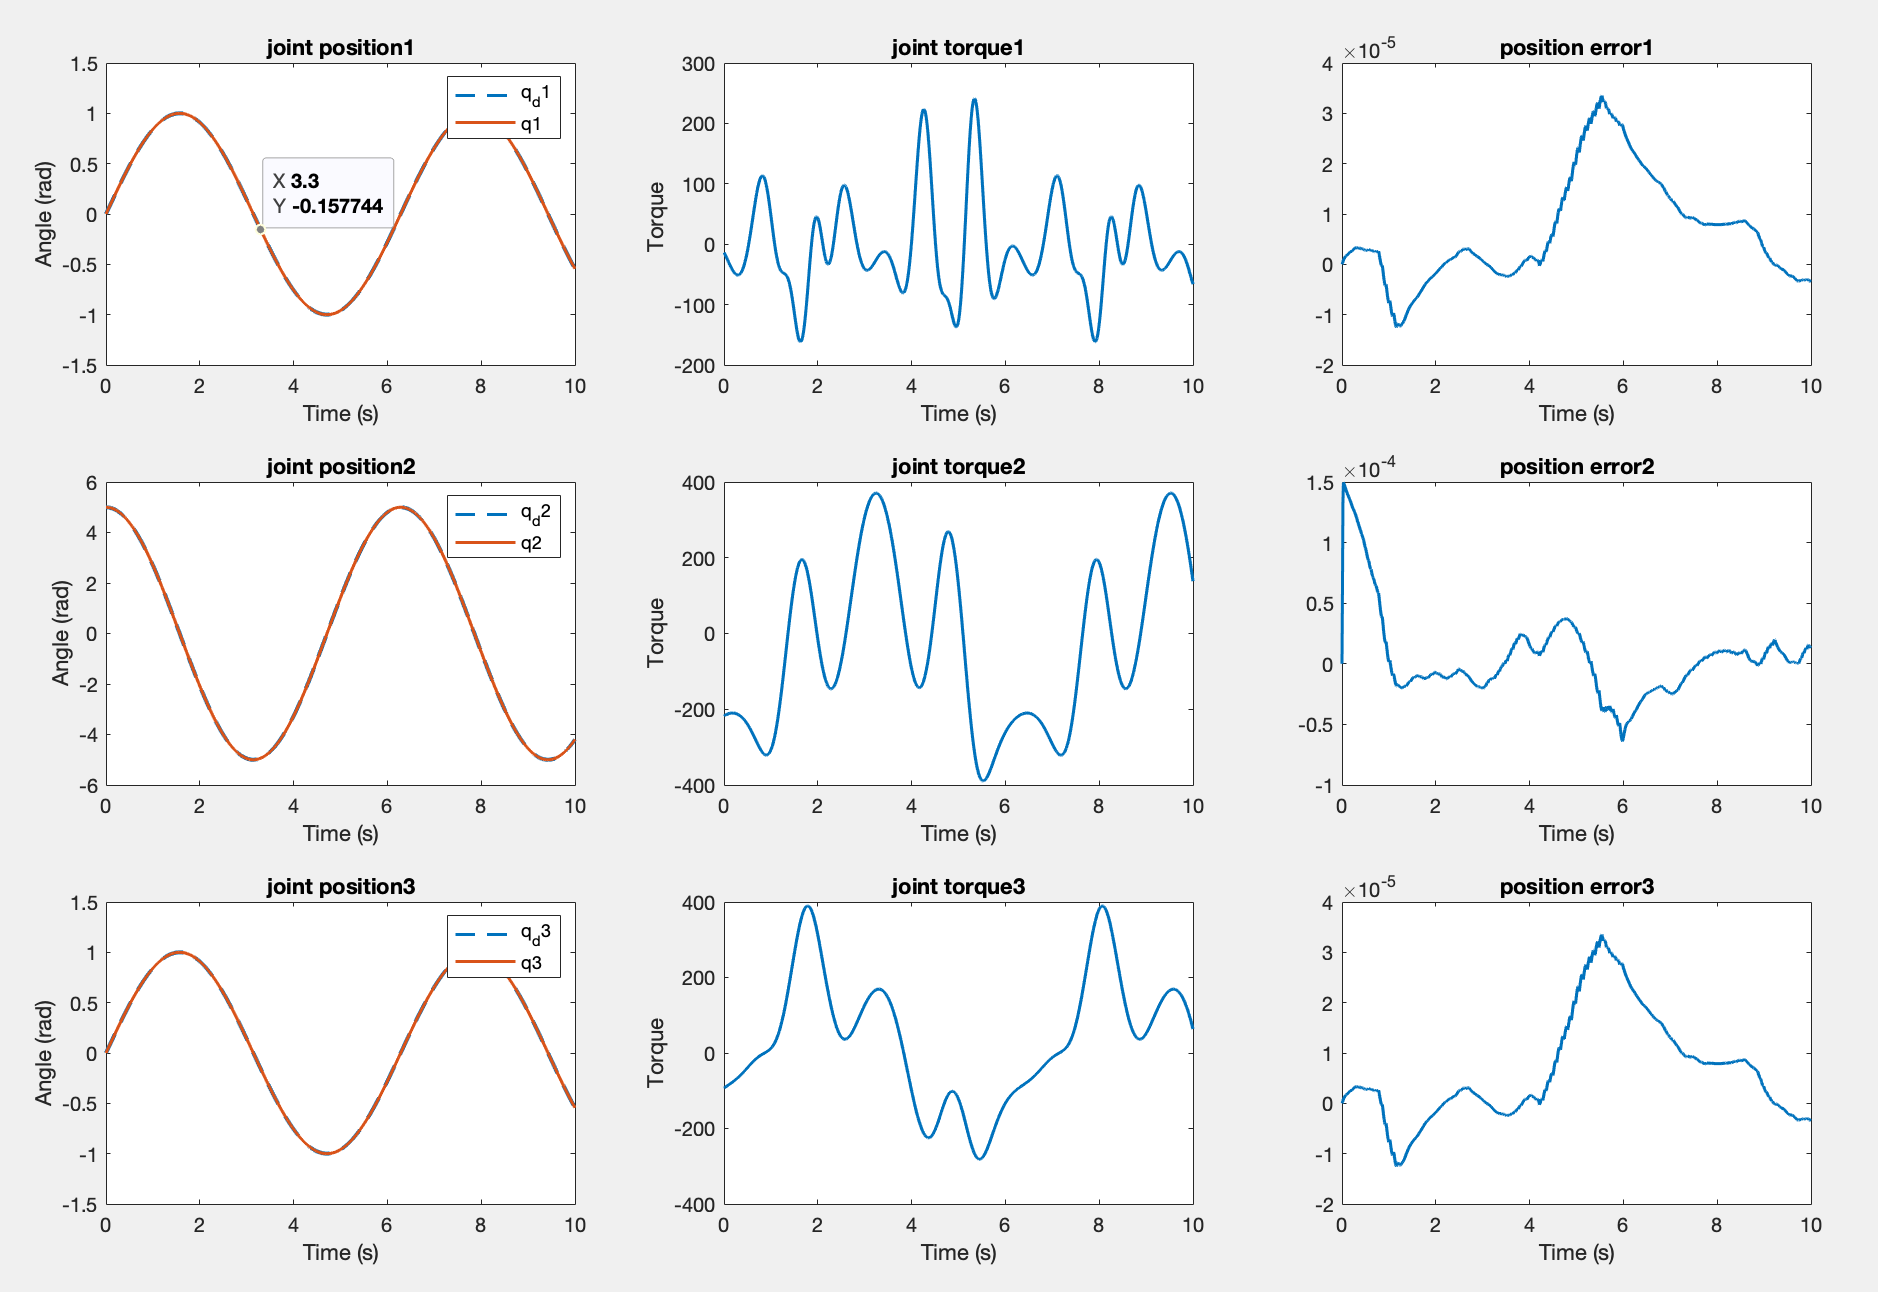 joint position1
1.5
1
0.5
0
-0.5
-1
-1.5
Angle (rad)
q_d1
q1
X 3.3
Y -0.157744
0 2 4 6 8 10
Time (s)
joint torque1
300
200
100
0
-100
-200
Torque
0 2 4 6 8 10
Time (s)
×10^-5
position error1
4
3
2
1
0
-1
-2
0 2 4 6 8 10
Time (s)
joint position2
6
4
2
0
-2
-4
-6
Angle (rad)
q_d2
q2
0 2 4 6 8 10
Time (s)
joint torque2
400
200
0
-200
-400
Torque
0 2 4 6 8 10
Time (s)
×10^-4
position error2
1.5
1
0.5
0
-0.5
-1
0 2 4 6 8 10
Time (s)
joint position3
1.5
1
0.5
0
-0.5
-1
-1.5
Angle (rad)
q_d3
q3
0 2 4 6 8 10
Time (s)
joint torque3
400
200
0
-200
-400
Torque
0 2 4 6 8 10
Time (s)
×10^-5
position error3
4
3
2
1
0
-1
-2
0 2 4 6 8 10
Time (s)